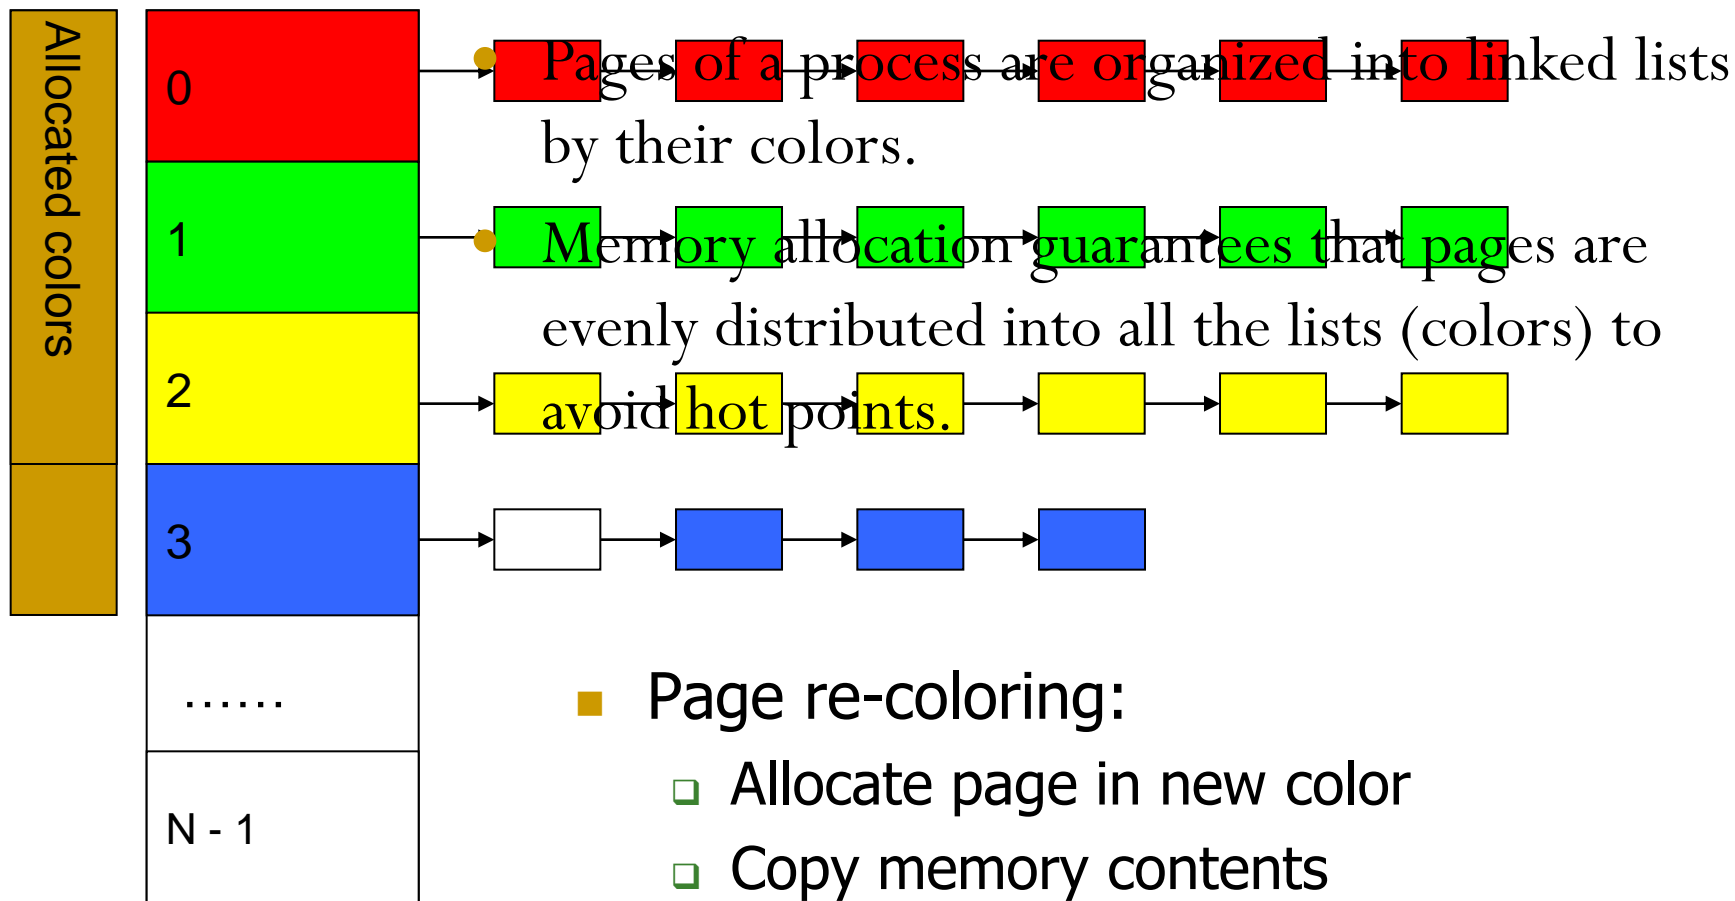 Allocated colors
0
1
2
3
……
N - 1
Pages of a process are organized into linked lists
by their colors.
Memory allocation guarantees that pages are
evenly distributed into all the lists (colors) to
avoid hot points.
Page re-coloring:
Allocate page in new color
Copy memory contents